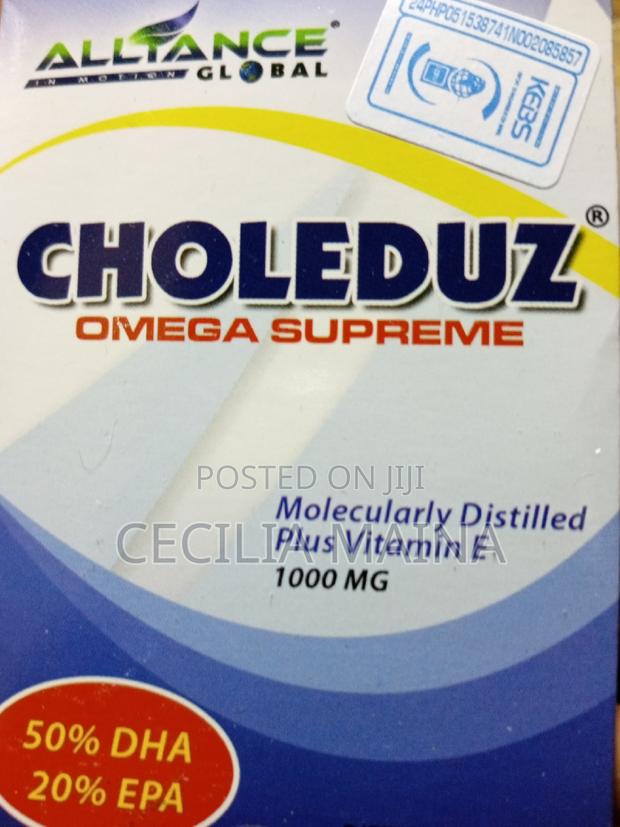 ALLIANCE®
IN MOTION GLOBAL
24PHP051538741N002085857
KEBS
CHOLEDUZ®
OMEGA SUPREME
POSTED ON JIJI
CECILIA MAINA
Molecularly Distilled
Plus Vitamin E
1000 MG
50% DHA
20% EPA